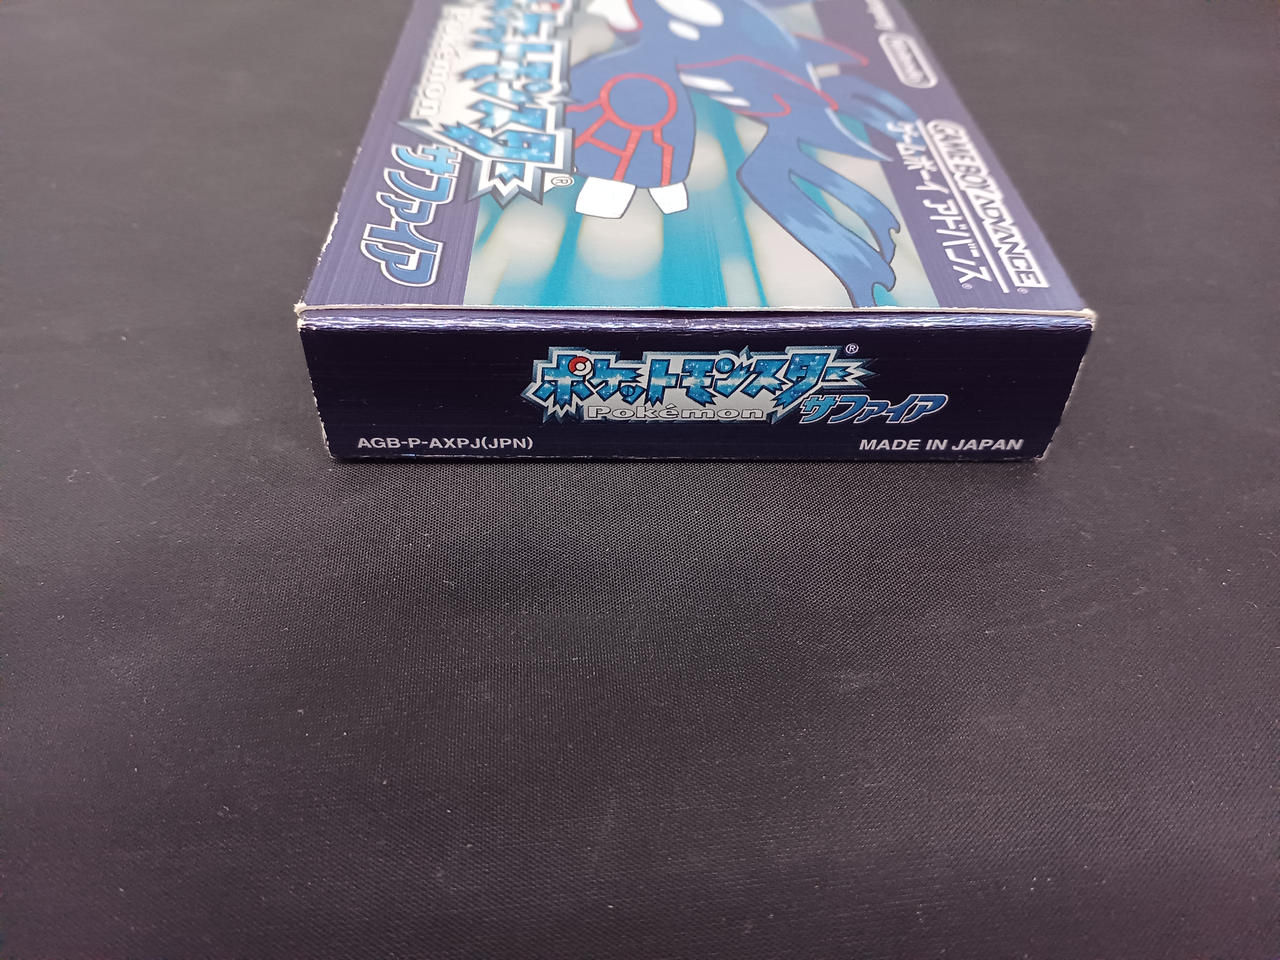 ポケットモンスター®
Pokémon
サファイア
Nintendo
GAME BOY ADVANCE®
ゲームボーイ アドバンス®
ポケットモンスター®
Pokémon
サファイア
AGB-P-AXPJ(JPN)
MADE IN JAPAN